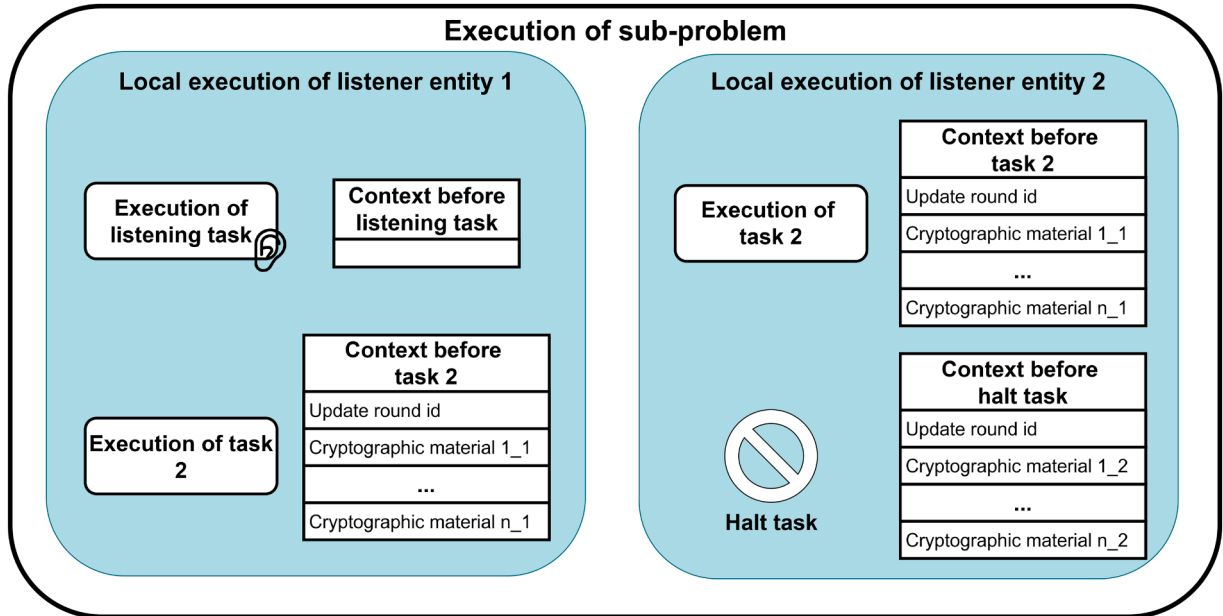 Execution of sub-problem
Local execution of listener entity 1
Execution of
listening task
Context before
listening task
Execution of task
2
Context before
task 2
Update round id
Cryptographic material 1_1
...
Cryptographic material n_1
Local execution of listener entity 2
Execution of
task 2
Context before
task 2
Update round id
Cryptographic material 1_1
...
Cryptographic material n_1
Halt task
Context before
halt task
Update round id
Cryptographic material 1_2
...
Cryptographic material n_2